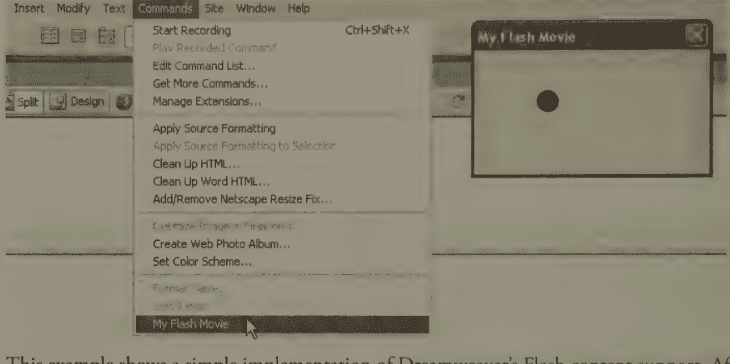 Insert Modify Text Commands Site Window Help
Start Recording Ctrl+Shift+X
Play Recorded Command
Edit Command List...
Get More Commands...
Manage Extensions...
Split Design
Apply Source Formatting
Apply Source Formatting to Selection
Clean Up HTML...
Clean Up Word HTML...
Add/Remove Netscape Resize Fix...
Create Web Photo Album...
Set Color Scheme...
Format Table...
My Flash Movie
My Flash Movie
This example shows a simple implementation of Dreamweaver's Flash content support.